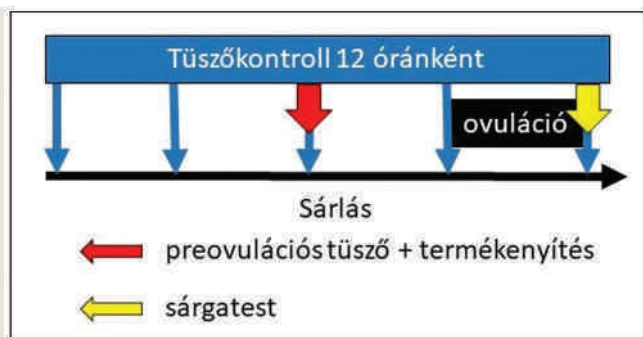 Tüszőkontroll 12 óránként
ovuláció
Sárlás
preovulációs tüsző + termékenyítés
sárgatest